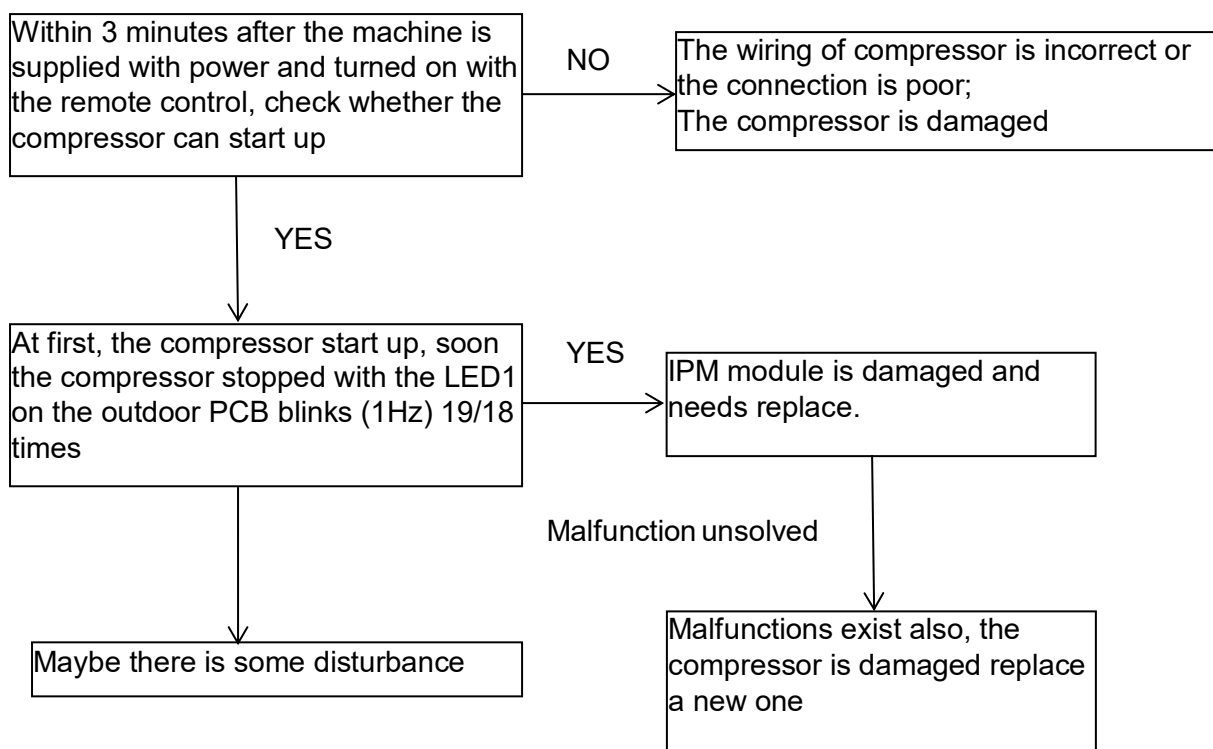 Within 3 minutes after the machine is
supplied with power and turned on with
the remote control, check whether the
compressor can start up
NO
The wiring of compressor is incorrect or
the connection is poor;
The compressor is damaged
YES
At first, the compressor start up, soon
the compressor stopped with the LED1
on the outdoor PCB blinks (1Hz) 19/18
times
YES
IPM module is damaged and
needs replace.
Malfunction unsolved
Maybe there is some disturbance
Malfunctions exist also, the
compressor is damaged replace
a new one